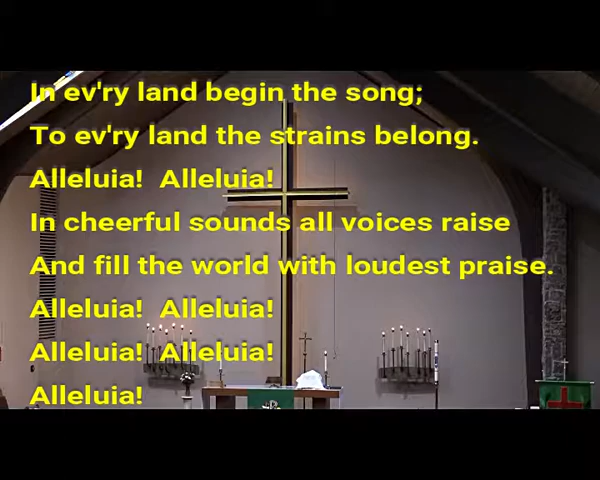 In ev'ry land begin the song;
To ev'ry land the strains belong.
Alleluia!  Alleluia!
In cheerful sounds all voices raise
And fill the world with loudest praise.
Alleluia!  Alleluia!
Alleluia!  Alleluia!
Alleluia!